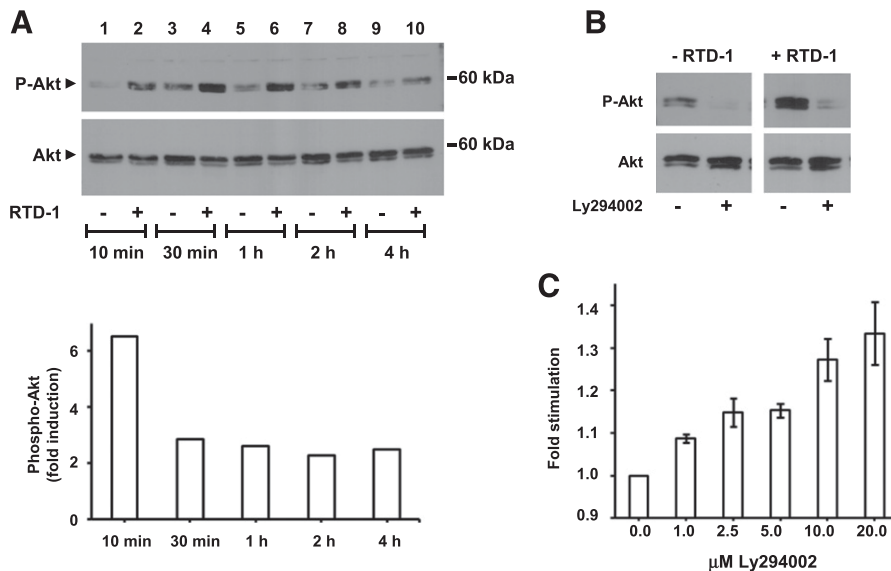 A
1 2 3 4 5 6 7 8 9 10
P-Akt
60 kDa
Akt
60 kDa
RTD-1 - + - + - + - + - +
10 min 30 min 1 h 2 h 4 h
Phospho-Akt
(fold induction)
6
4
2
0
10 min 30 min 1 h 2 h 4 h
B
- RTD-1 + RTD-1
P-Akt
Akt
Ly294002 - + - +
C
Fold stimulation
1.4
1.3
1.2
1.1
1.0
0.9
0.0 1.0 2.5 5.0 10.0 20.0
μM Ly294002